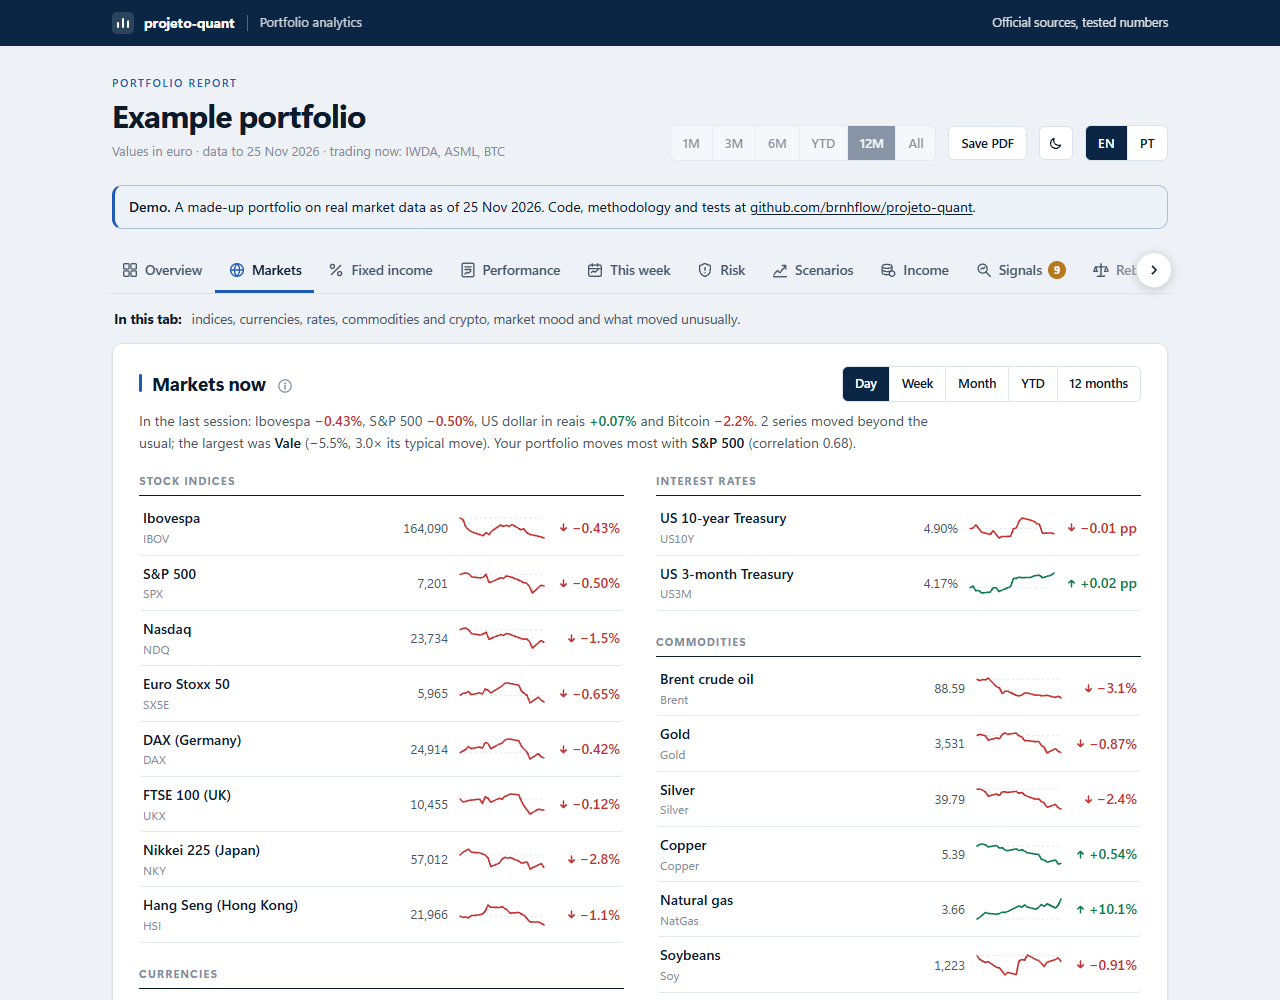 projeto-quant
Portfolio analytics
Official sources, tested numbers
PORTFOLIO REPORT
Example portfolio
Values in euro · data to 25 Nov 2026 · trading now: IWDA, ASML, BTC
1M 3M 6M YTD 12M All
Save PDF
EN PT
Demo. A made-up portfolio on real market data as of 25 Nov 2026. Code, methodology and tests at github.com/brnhflow/projeto-quant.
Overview Markets Fixed income Performance This week Risk Scenarios Income Signals 9
In this tab: indices, currencies, rates, commodities and crypto, market mood and what moved unusually.
Markets now
Day Week Month YTD 12 months
In the last session: Ibovespa −0.43%, S&P 500 −0.50%, US dollar in reais +0.07% and Bitcoin −2.2%. 2 series moved beyond the
usual; the largest was Vale (−5.5%, 3.0× its typical move). Your portfolio moves most with S&P 500 (correlation 0.68).
STOCK INDICES
Ibovespa 164,090 ↓ −0.43%
IBOV
S&P 500 7,201 ↓ −0.50%
SPX
Nasdaq 23,734 ↓ −1.5%
NDQ
Euro Stoxx 50 5,965 ↓ −0.65%
SX5E
DAX (Germany) 24,914 ↓ −0.42%
DAX
FTSE 100 (UK) 10,455 ↓ −0.12%
UKX
Nikkei 225 (Japan) 57,012 ↓ −2.8%
NKY
Hang Seng (Hong Kong) 21,966 ↓ −1.1%
HSI
CURRENCIES
INTEREST RATES
US 10-year Treasury 4.90% ↓ −0.01 pp
US10Y
US 3-month Treasury 4.17% ↑ +0.02 pp
US3M
COMMODITIES
Brent crude oil 88.59 ↓ −3.1%
Brent
Gold 3,531 ↓ −0.87%
Gold
Silver 39.79 ↓ −2.4%
Silver
Copper 5.39 ↑ +0.54%
Copper
Natural gas 3.66 ↑ +10.1%
NatGas
Soybeans 1,223 ↓ −0.91%
Soy